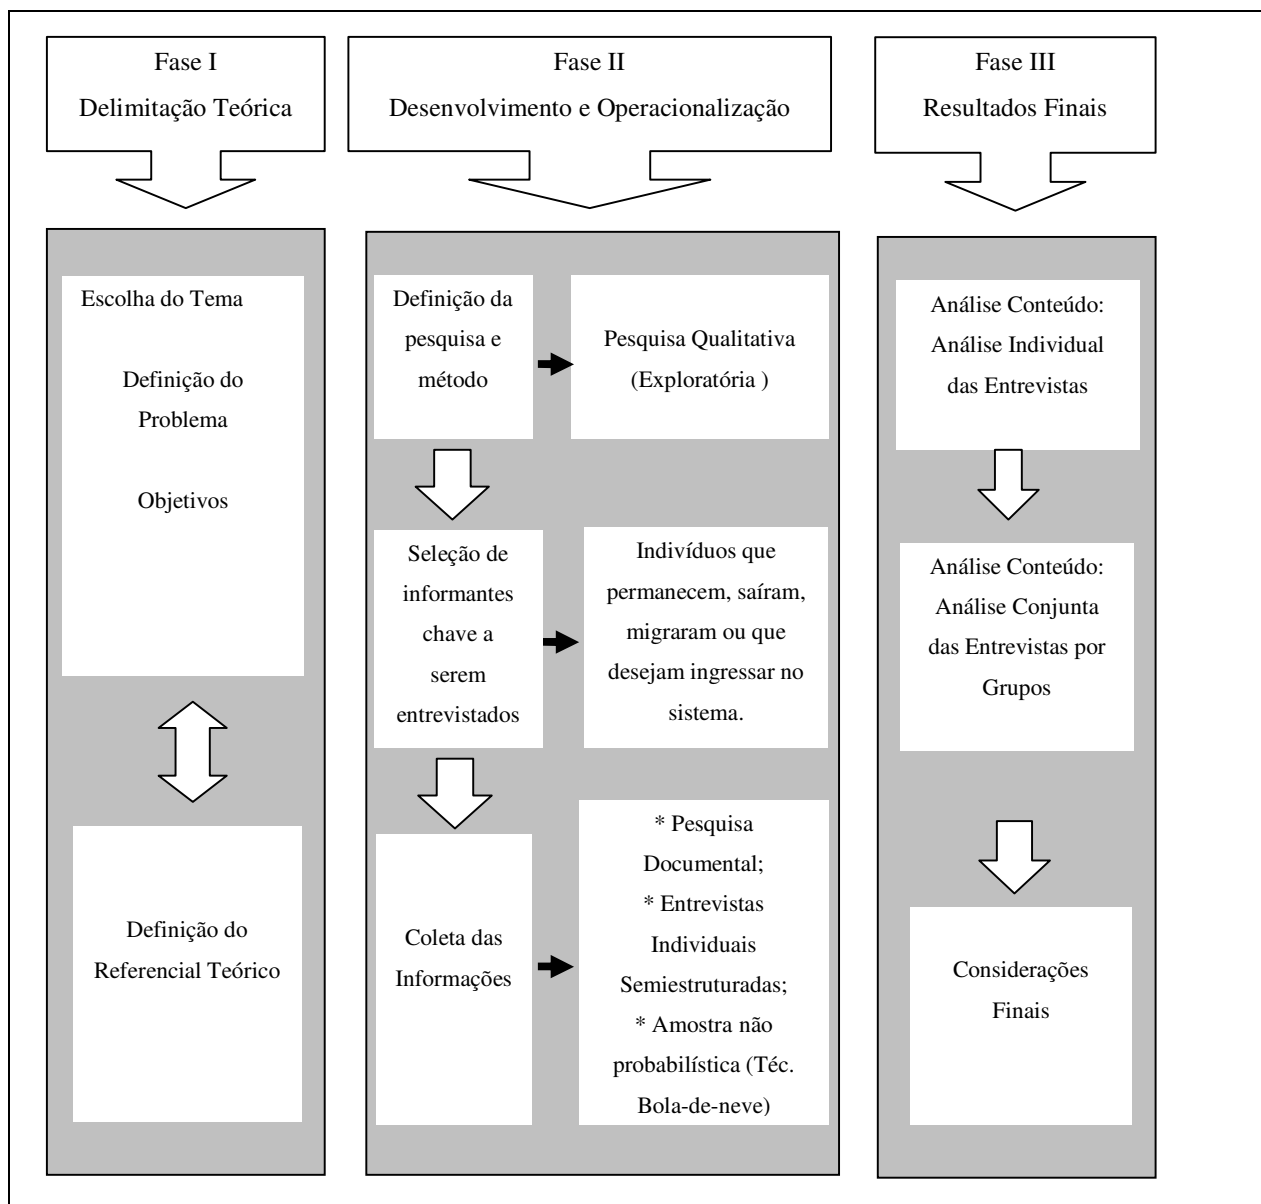 Fase I
Delimitação Teórica
Fase II
Desenvolvimento e Operacionalização
Fase III
Resultados Finais
Escolha do Tema
Definição do
Problema
Objetivos
Definição do
Referencial Teórico
Definição da
pesquisa e
método
Pesquisa Qualitativa
(Exploratória )
Seleção de
informantes
chave a
serem
entrevistados
Indivíduos que
permanecem, saíram,
migraram ou que
desejam ingressar no
sistema.
Coleta das
Informações
* Pesquisa
Documental;
* Entrevistas
Individuais
Semiestruturadas;
* Amostra não
probabilística (Téc.
Bola-de-neve)
Análise Conteúdo:
Análise Individual
das Entrevistas
Análise Conteúdo:
Análise Conjunta
das Entrevistas por
Grupos
Considerações
Finais